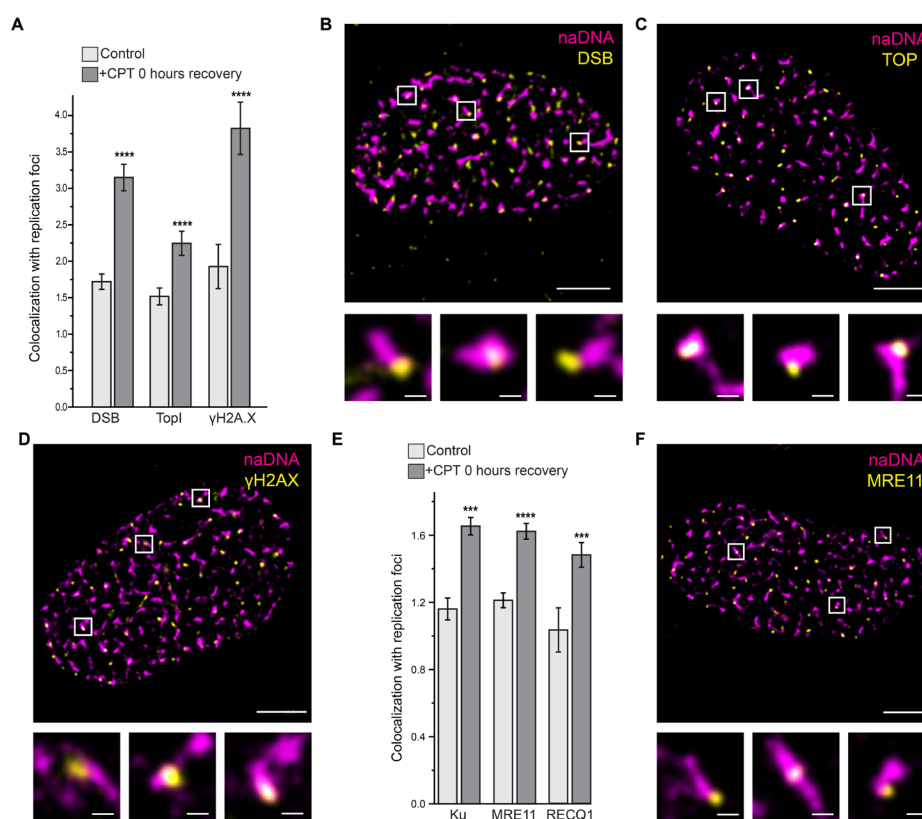 A
Control
+CPT 0 hours recovery
Colocalization with replication foci
4.0
3.5
3.0
2.5
2.0
1.5
1.0
0.5
0.0
****
****
****
DSB TopI γH2A.X
B
naDNA
DSB
C
naDNA
TOP
D
naDNA
γH2AX
E
Control
+CPT 0 hours recovery
Colocalization with replication foci
1.6
1.2
0.8
0.4
0.0
***
****
***
Ku MRE11 RECQ1
F
naDNA
MRE11